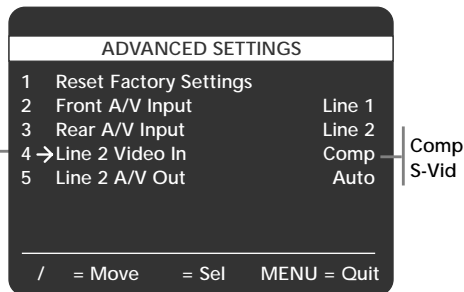 ADVANCED SETTINGS
1 Reset Factory Settings
2 Front A/V Input Line 1
3 Rear A/V Input Line 2
4 →Line 2 Video In Comp
5 Line 2 A/V Out Auto
/ = Move = Sel MENU = Quit
Comp
S-Vid